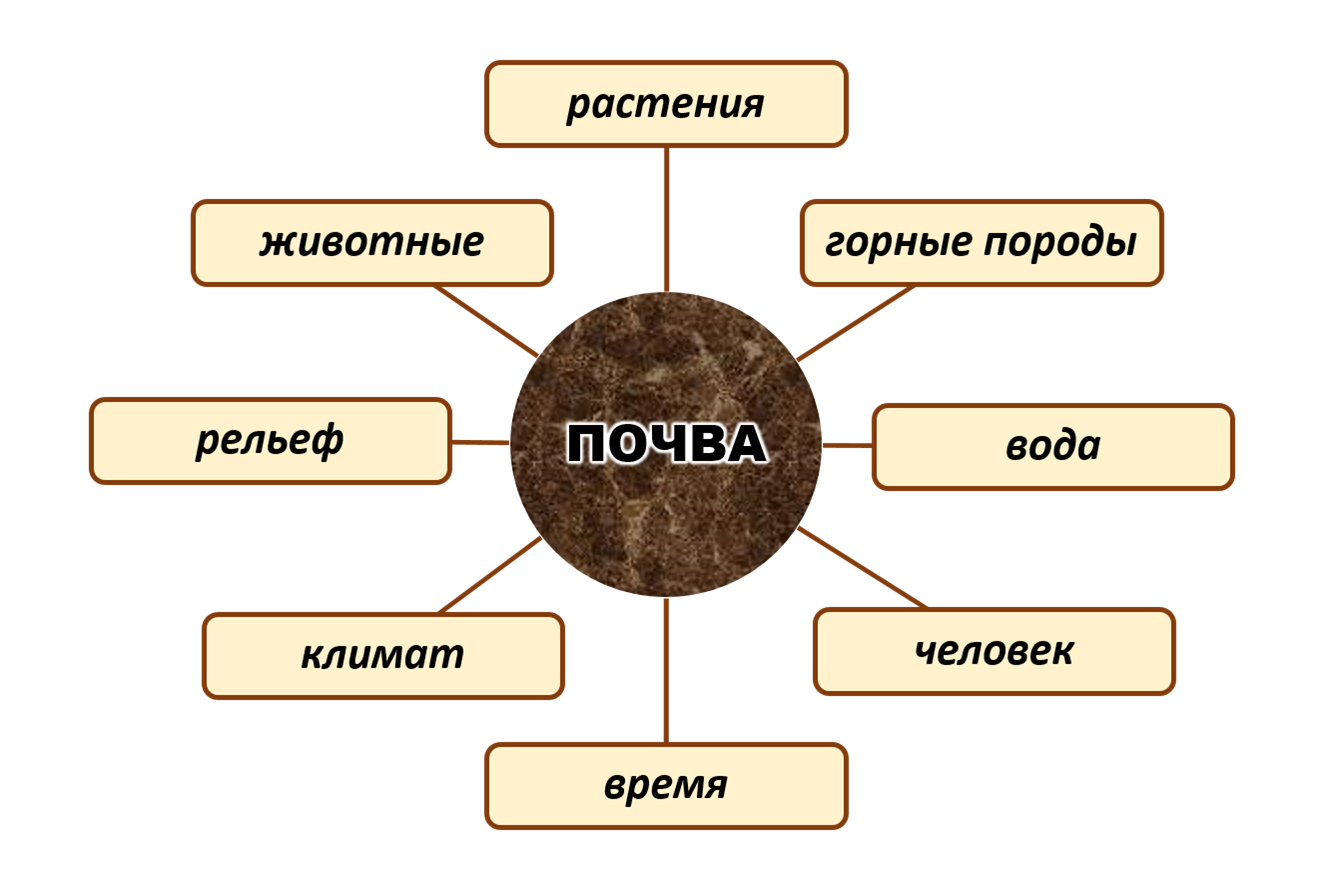 растения
животные
горные породы
рельеф
ПОЧВА
вода
климат
человек
время